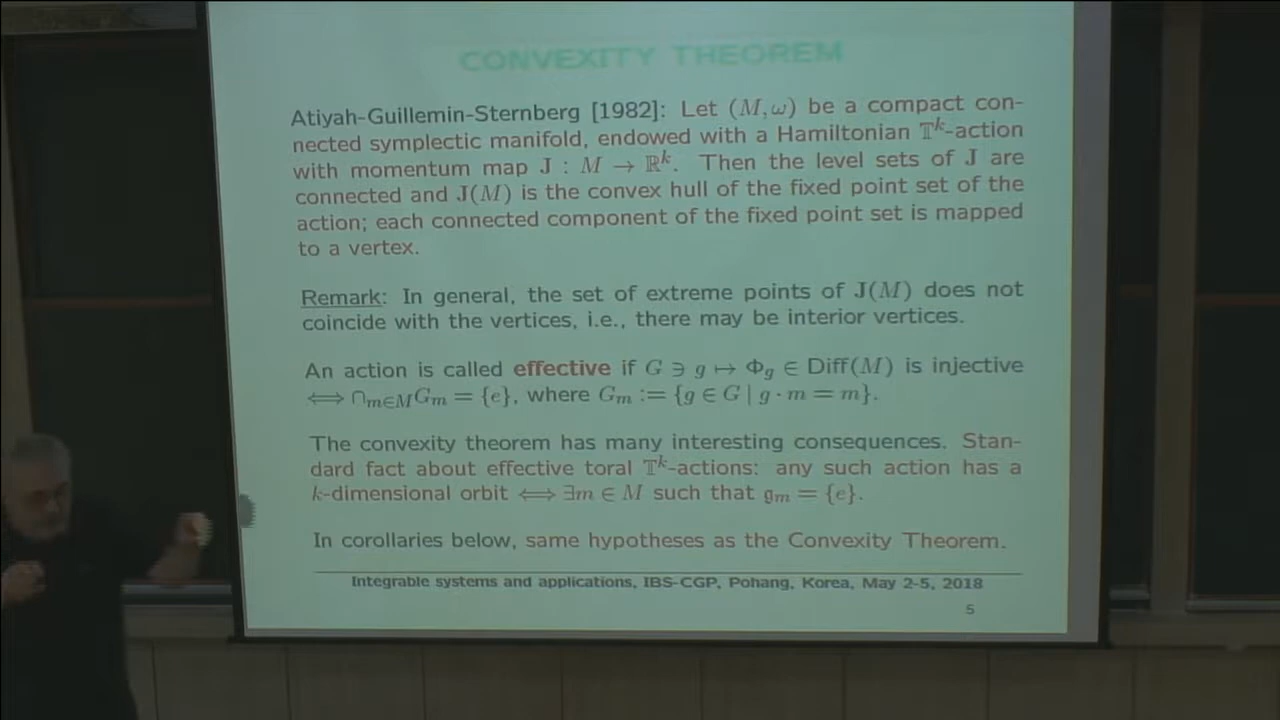 CONVEXITY THEOREM
Atiyah-Guillemin-Sternberg [1982]: Let (M, ω) be a compact con-
nected symplectic manifold, endowed with a Hamiltonian 𝕋ᵏ-action
with momentum map J : M → ℝᵏ. Then the level sets of J are
connected and J(M) is the convex hull of the fixed point set of the
action; each connected component of the fixed point set is mapped
to a vertex.
Remark: In general, the set of extreme points of J(M) does not
coincide with the vertices, i.e., there may be interior vertices.
An action is called effective if G ∋ g ↦ Φ_g ∈ Diff(M) is injective
⟺ ∩_{m∈M} G_m = {e}, where G_m := {g ∈ G | g · m = m}.
The convexity theorem has many interesting consequences. Stan-
dard fact about effective toral 𝕋ᵏ-actions: any such action has a
k-dimensional orbit ⟺ ∃m ∈ M such that 𝔤_m = {e}.
In corollaries below, same hypotheses as the Convexity Theorem.
Integrable systems and applications, IBS-CGP, Pohang, Korea, May 2-5, 2018
5